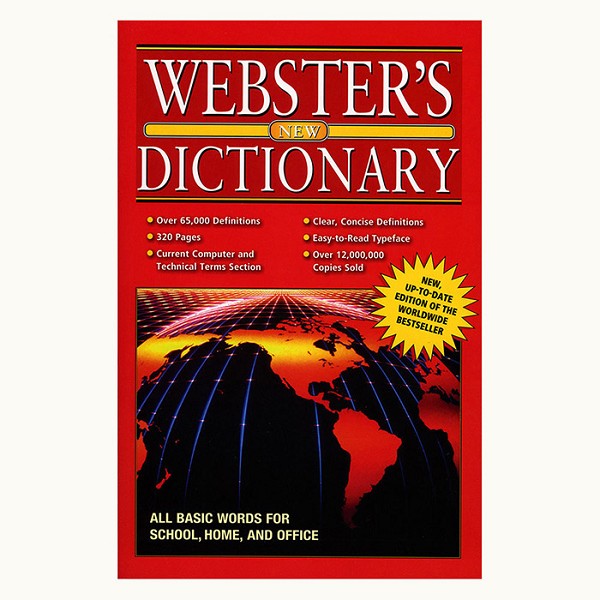 WEBSTER'S
NEW
DICTIONARY
• Over 65,000 Definitions
• 320 Pages
• Current Computer and
Technical Terms Section
• Clear, Concise Definitions
• Easy-to-Read Typeface
• Over 12,000,000
Copies Sold
NEW,
UP-TO-DATE
EDITION OF THE
WORLDWIDE
BESTSELLER
ALL BASIC WORDS FOR
SCHOOL, HOME, AND OFFICE